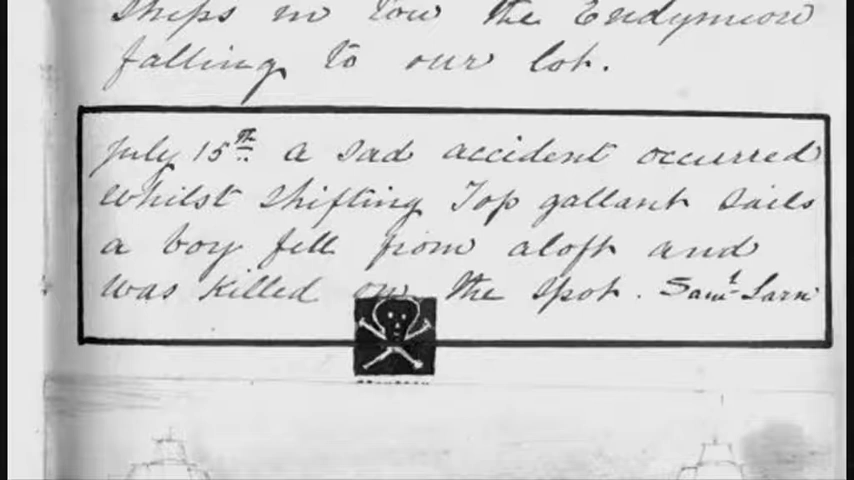 Ships in tow the Endymion
falling to our lot.
July 15th a sad accident occurred
whilst shifting Top gallant sails
a boy fell from aloft and
was killed on the spot. Saml Larn